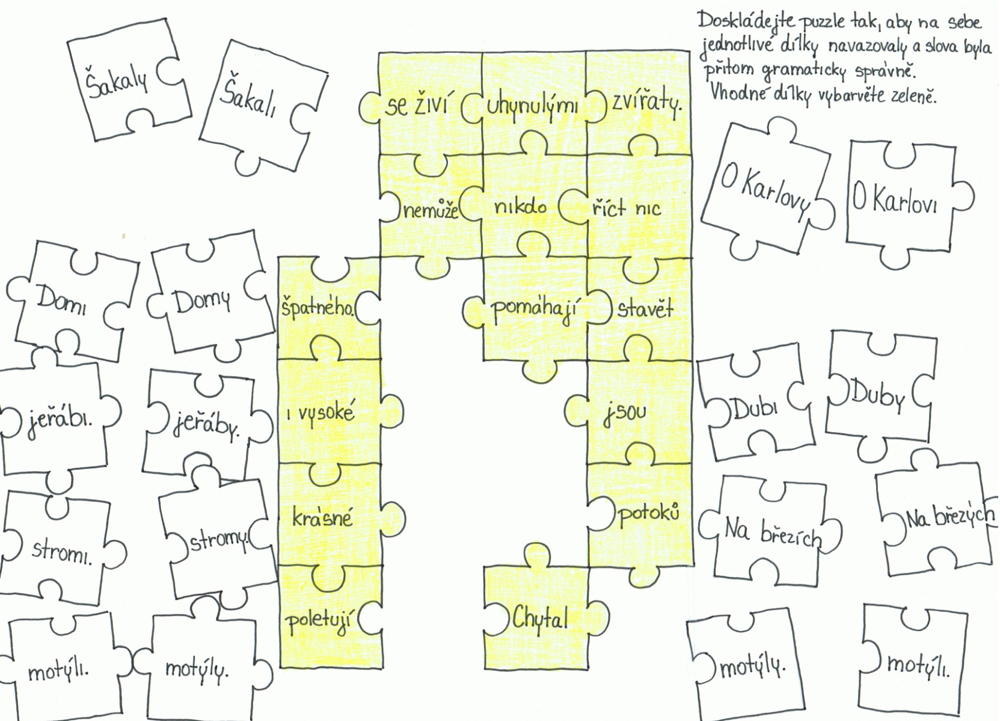 Doskládejte puzzle tak, aby na sebe
jednotlivé dílky navazovaly a slova byla
přitom gramaticky správně.
Vhodné dílky vybarvěte zeleně.
Šakaly
Šakali
se živí uhynulými zvířaty.
O Karlovy
O Karlovi
nemůže nikdo říct nic
Domi
Domy
špatného.
pomáhají stavět
Dubi
Duby
jeřábi.
jeřáby.
i vysoké
jsou
stromi.
stromy.
krásné
potoků
Na březích
Na březých
motýli.
motýly.
poletují
Chytal
motýly.
motýli.